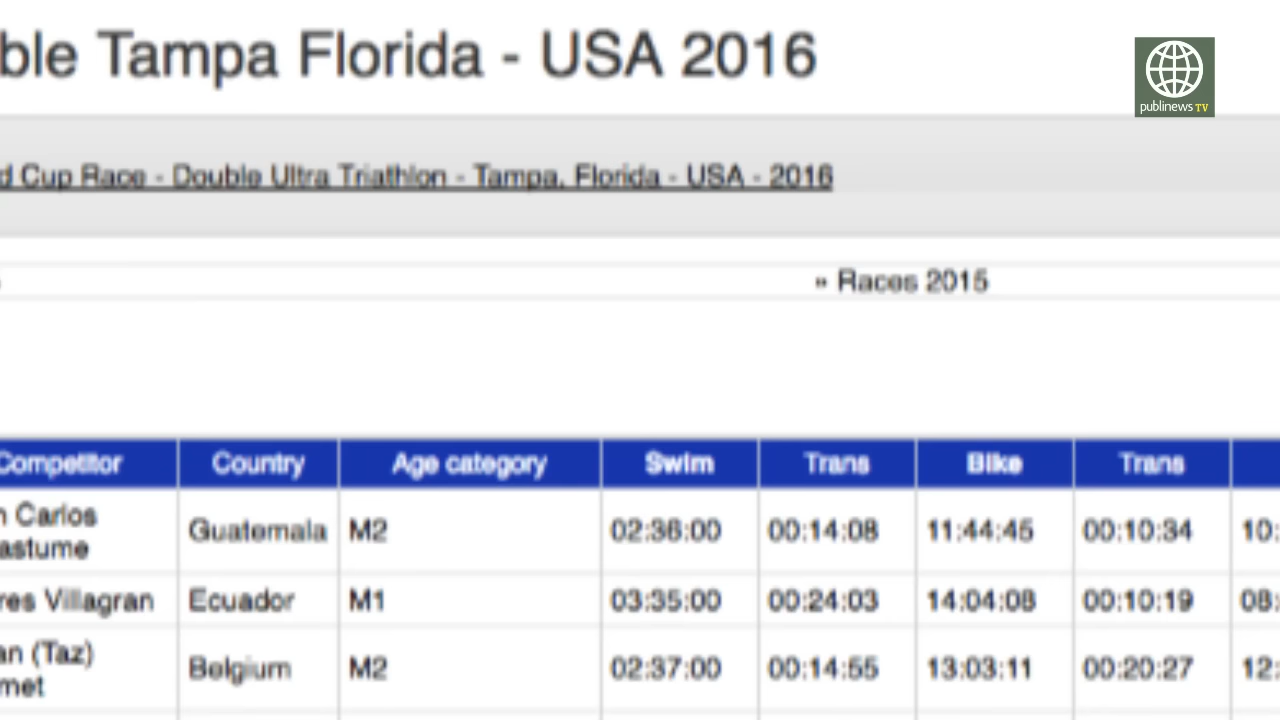 ble Tampa Florida - USA 2016
publinews TV
d Cup Race - Double Ultra Triathlon - Tampa, Florida - USA - 2016
» Races 2015
Competitor Country Age category Swim Trans Bike Trans
n Carlos
astume Guatemala M2 02:36:00 00:14:08 11:44:45 00:10:34 10:
res Villagran Ecuador M1 03:35:00 00:24:03 14:04:08 00:10:19 08:
an (Taz)
met Belgium M2 02:37:00 00:14:55 13:03:11 00:20:27 12: